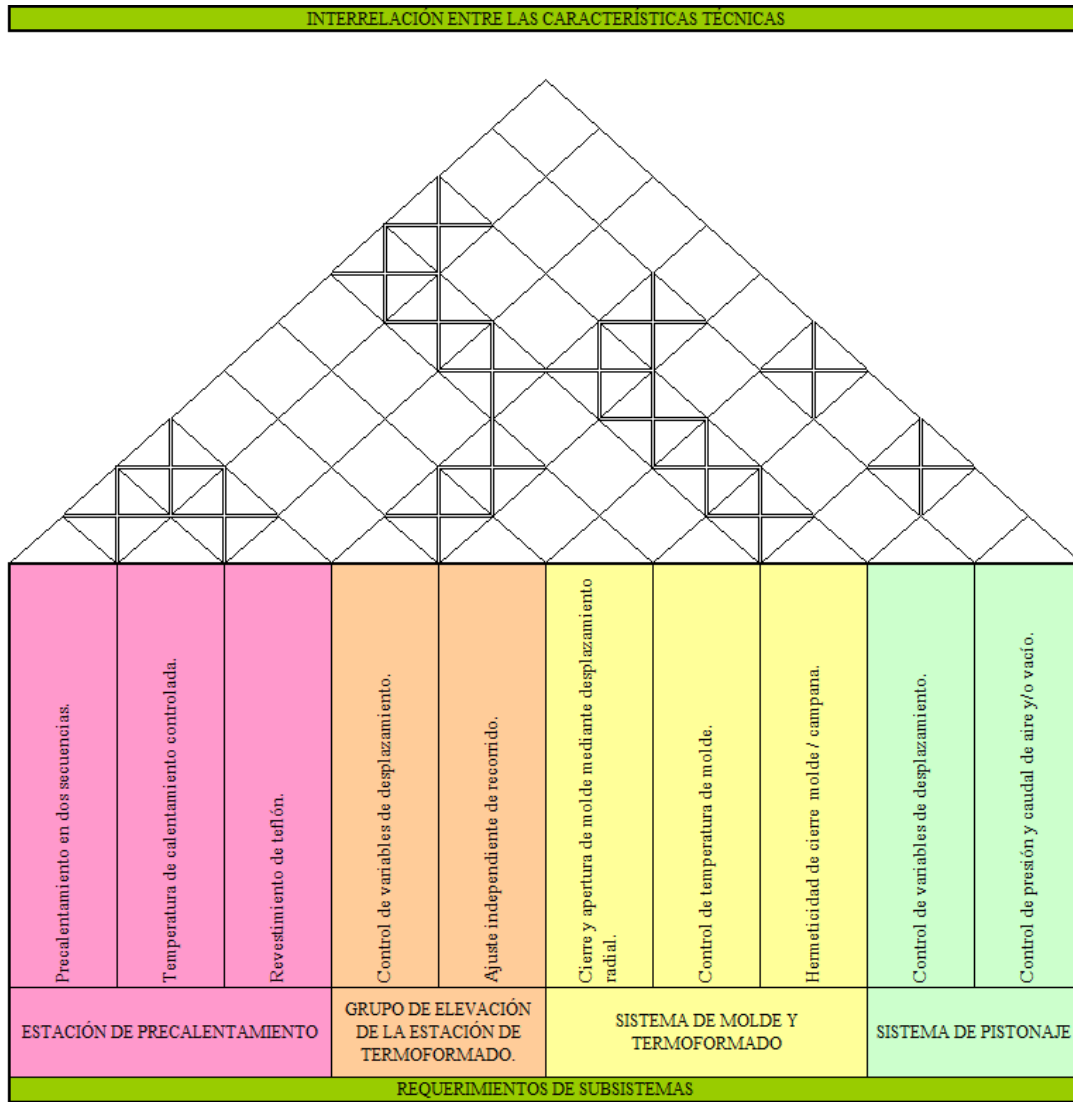 INTERRELACIÓN ENTRE LAS CARACTERÍSTICAS TÉCNICAS
Precalentamiento en dos secuencias.
Temperatura de calentamiento controlada.
Revestimiento de teflón.
Control de variables de desplazamiento.
Ajuste independiente de recorrido.
Cierre y apertura de molde mediante desplazamiento
radial.
Control de temperatura de molde.
Hermeticidad de cierre molde / campana.
Control de variables de desplazamiento.
Control de presión y caudal de aire y/o vacío.
ESTACIÓN DE PRECALENTAMIENTO
GRUPO DE ELEVACIÓN
DE LA ESTACIÓN DE
TERMOFORMADO.
SISTEMA DE MOLDE Y
TERMOFORMADO
SISTEMA DE PISTONAJE
REQUERIMIENTOS DE SUBSISTEMAS